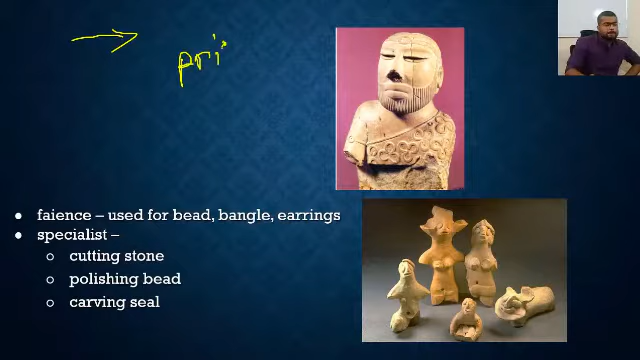 pri
faience – used for bead, bangle, earrings
specialist –
cutting stone
polishing bead
carving seal